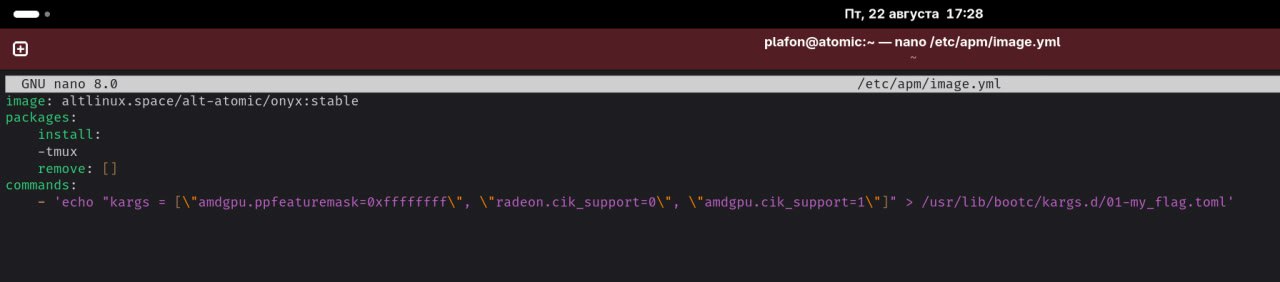 Пт, 22 августа 17:28
plafon@atomic:~ — nano /etc/apm/image.yml
~
GNU nano 8.0 /etc/apm/image.yml
image: altlinux.space/alt-atomic/onyx:stable
packages:
    install:
    -tmux
    remove: []
commands:
    - 'echo "kargs = [\"amdgpu.ppfeaturemask=0xffffffff\", \"radeon.cik_support=0\", \"amdgpu.cik_support=1\"]" > /usr/lib/bootc/kargs.d/01-my_flag.toml'